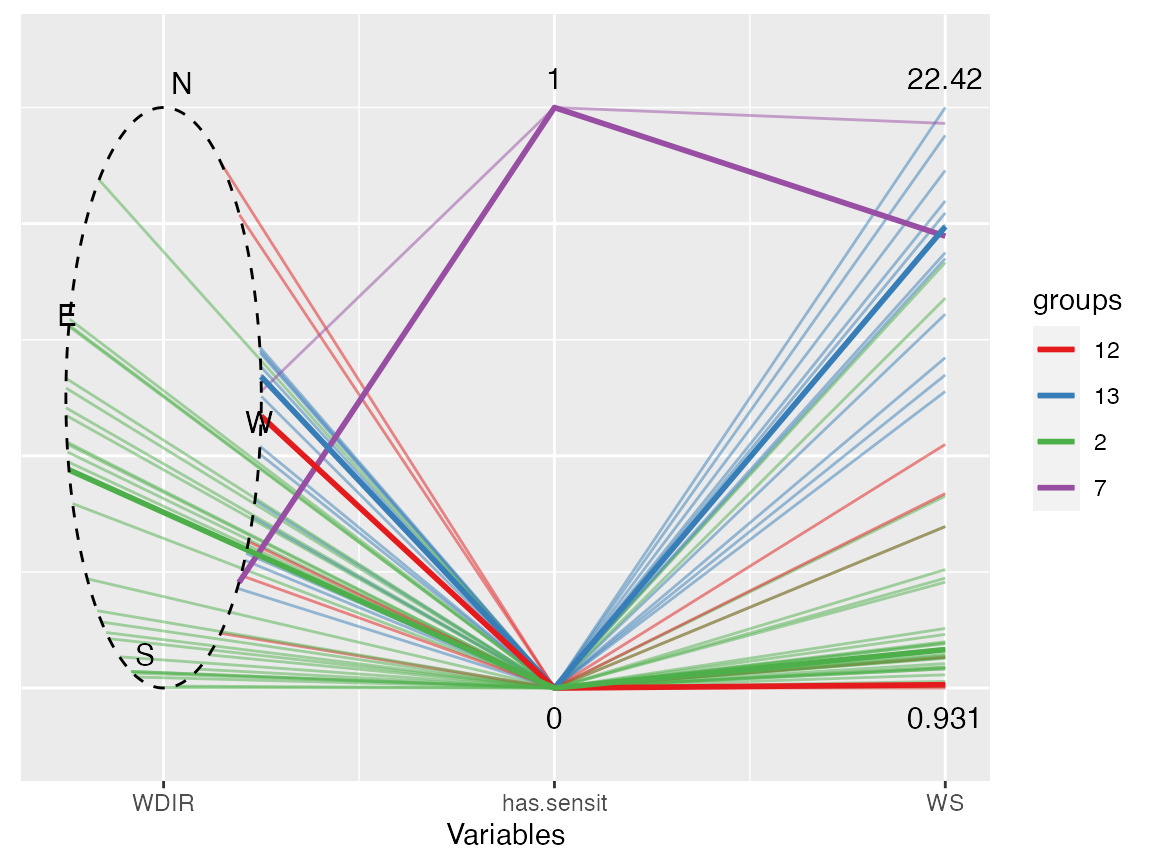 N
1
22.42
E
W
S
0
0.931
WDIR
has.sensit
WS
Variables
groups
12
13
2
7